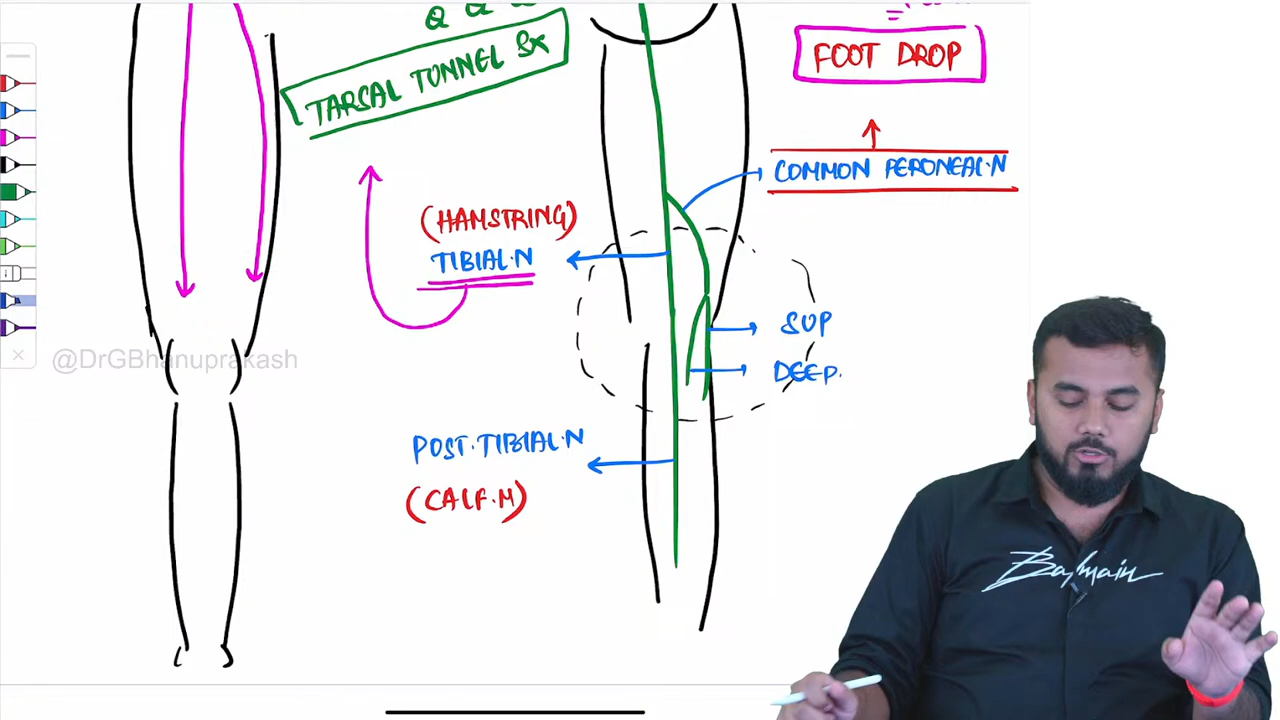 TARSAL TUNNEL Sx
FOOT DROP
COMMON PERONEAL.N
(HAMSTRING)
TIBIAL.N
SUP
DEEP.
@DrGBhanuprakash
POST.TIBIAL.N
(CALF.M)
Balmain